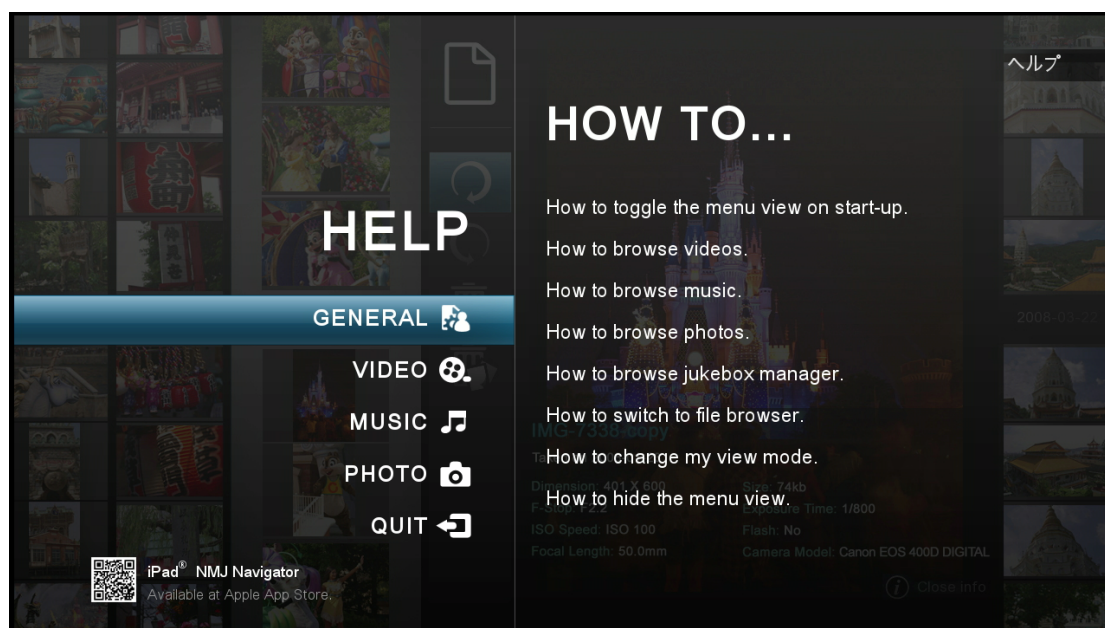 ヘルプ
HOW TO...
HELP
GENERAL
VIDEO
MUSIC
PHOTO
QUIT
iPad® NMJ Navigator
Available at Apple App Store.
How to toggle the menu view on start-up.
How to browse videos.
How to browse music.
How to browse photos.
How to browse jukebox manager.
How to switch to file browser.
How to change my view mode.
How to hide the menu view.
IMG-7338-copy
Dimension: 401 X 600
Size: 74kb
F-Stop: F2.2
Exposure Time: 1/800
ISO Speed: ISO 100
Flash: No
Focal Length: 50.0mm
Camera Model: Canon EOS 400D DIGITAL
Close info
2008-03-22